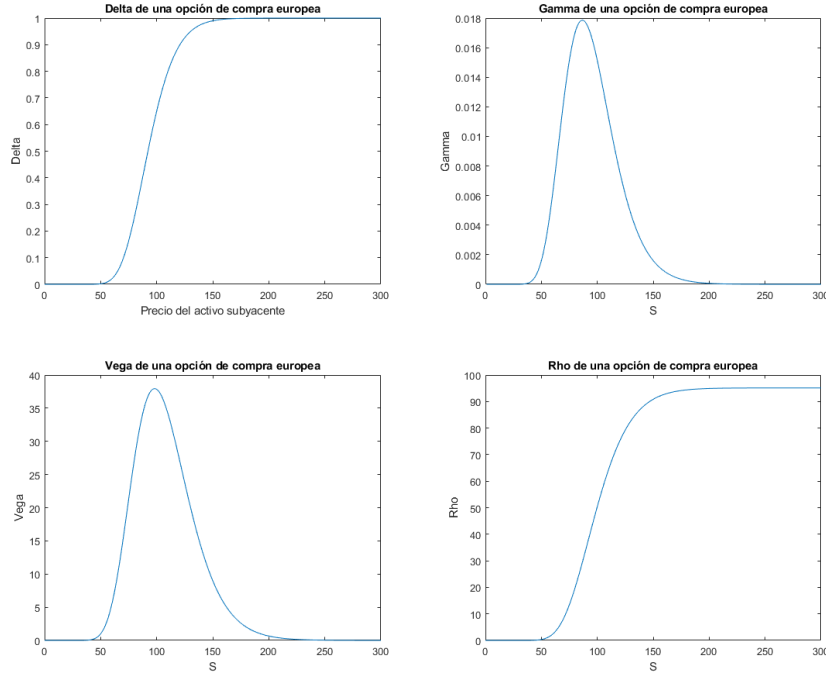 Delta de una opción de compra europea
1
0.9
0.8
0.7
0.6
0.5
0.4
0.3
0.2
0.1
0
Delta
0 50 100 150 200 250 300
Precio del activo subyacente
Gamma de una opción de compra europea
0.018
0.016
0.014
0.012
0.01
0.008
0.006
0.004
0.002
0
Gamma
0 50 100 150 200 250 300
S
Vega de una opción de compra europea
40
35
30
25
20
15
10
5
0
Vega
0 50 100 150 200 250 300
S
Rho de una opción de compra europea
100
90
80
70
60
50
40
30
20
10
0
Rho
0 50 100 150 200 250 300
S